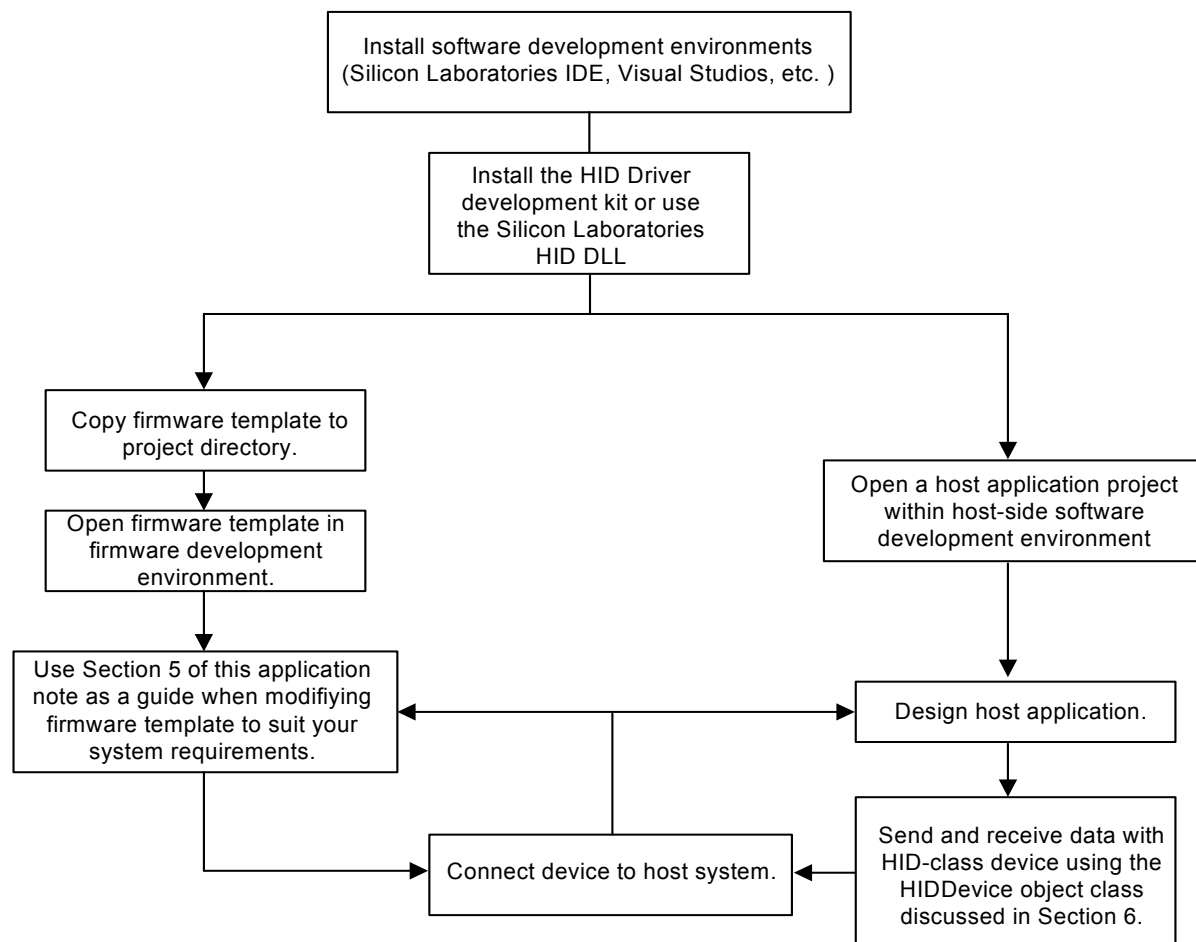 Install software development environments
(Silicon Laboratories IDE, Visual Studios, etc. )
Install the HID Driver
development kit or use
the Silicon Laboratories
HID DLL
Copy firmware template to
project directory.
Open firmware template in
firmware development
environment.
Use Section 5 of this application
note as a guide when modifiying
firmware template to suit your
system requirements.
Open a host application project
within host-side software
development environment
Design host application.
Send and receive data with
HID-class device using the
HIDDevice object class
discussed in Section 6.
Connect device to host system.